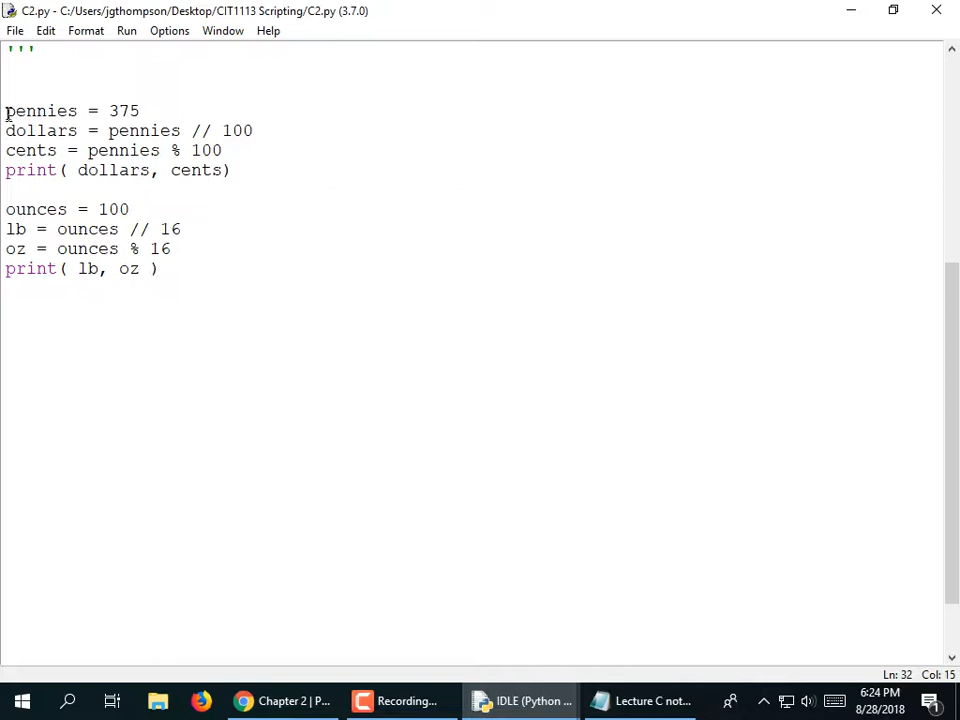 C2.py - C:/Users/jgthompson/Desktop/CIT1113 Scripting/C2.py (3.7.0)
File Edit Format Run Options Window Help
'''
pennies = 375
dollars = pennies // 100
cents = pennies % 100
print( dollars, cents)
ounces = 100
lb = ounces // 16
oz = ounces % 16
print( lb, oz )
Ln: 32 Col: 15
Chapter 2 | P... Recording... IDLE (Python ... Lecture C not...
6:24 PM
8/28/2018
1